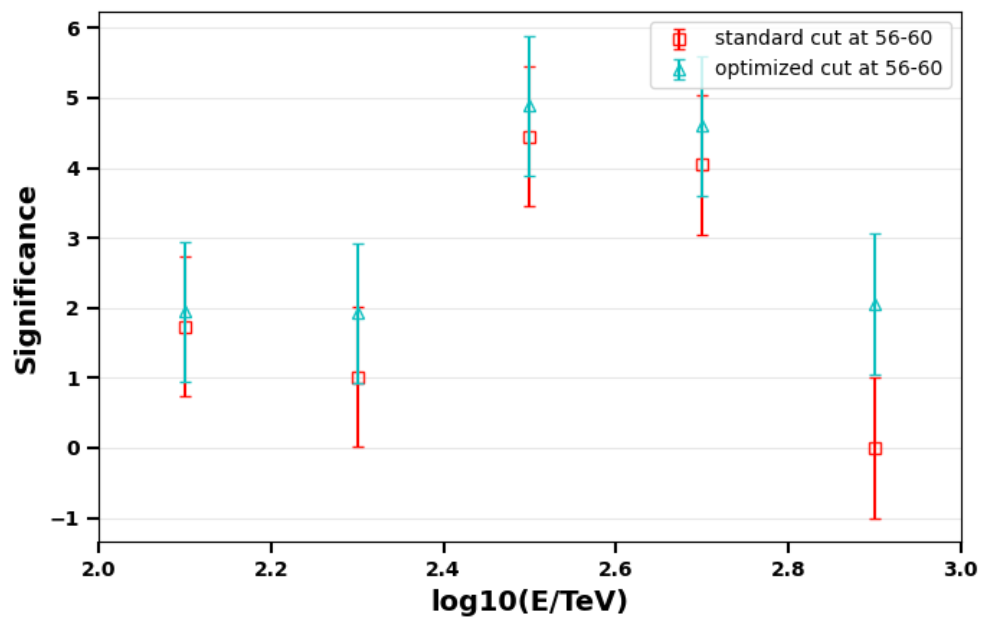 6
5
4
3
2
1
0
−1
Significance
standard cut at 56-60
optimized cut at 56-60
2.0 2.2 2.4 2.6 2.8 3.0
log10(E/TeV)